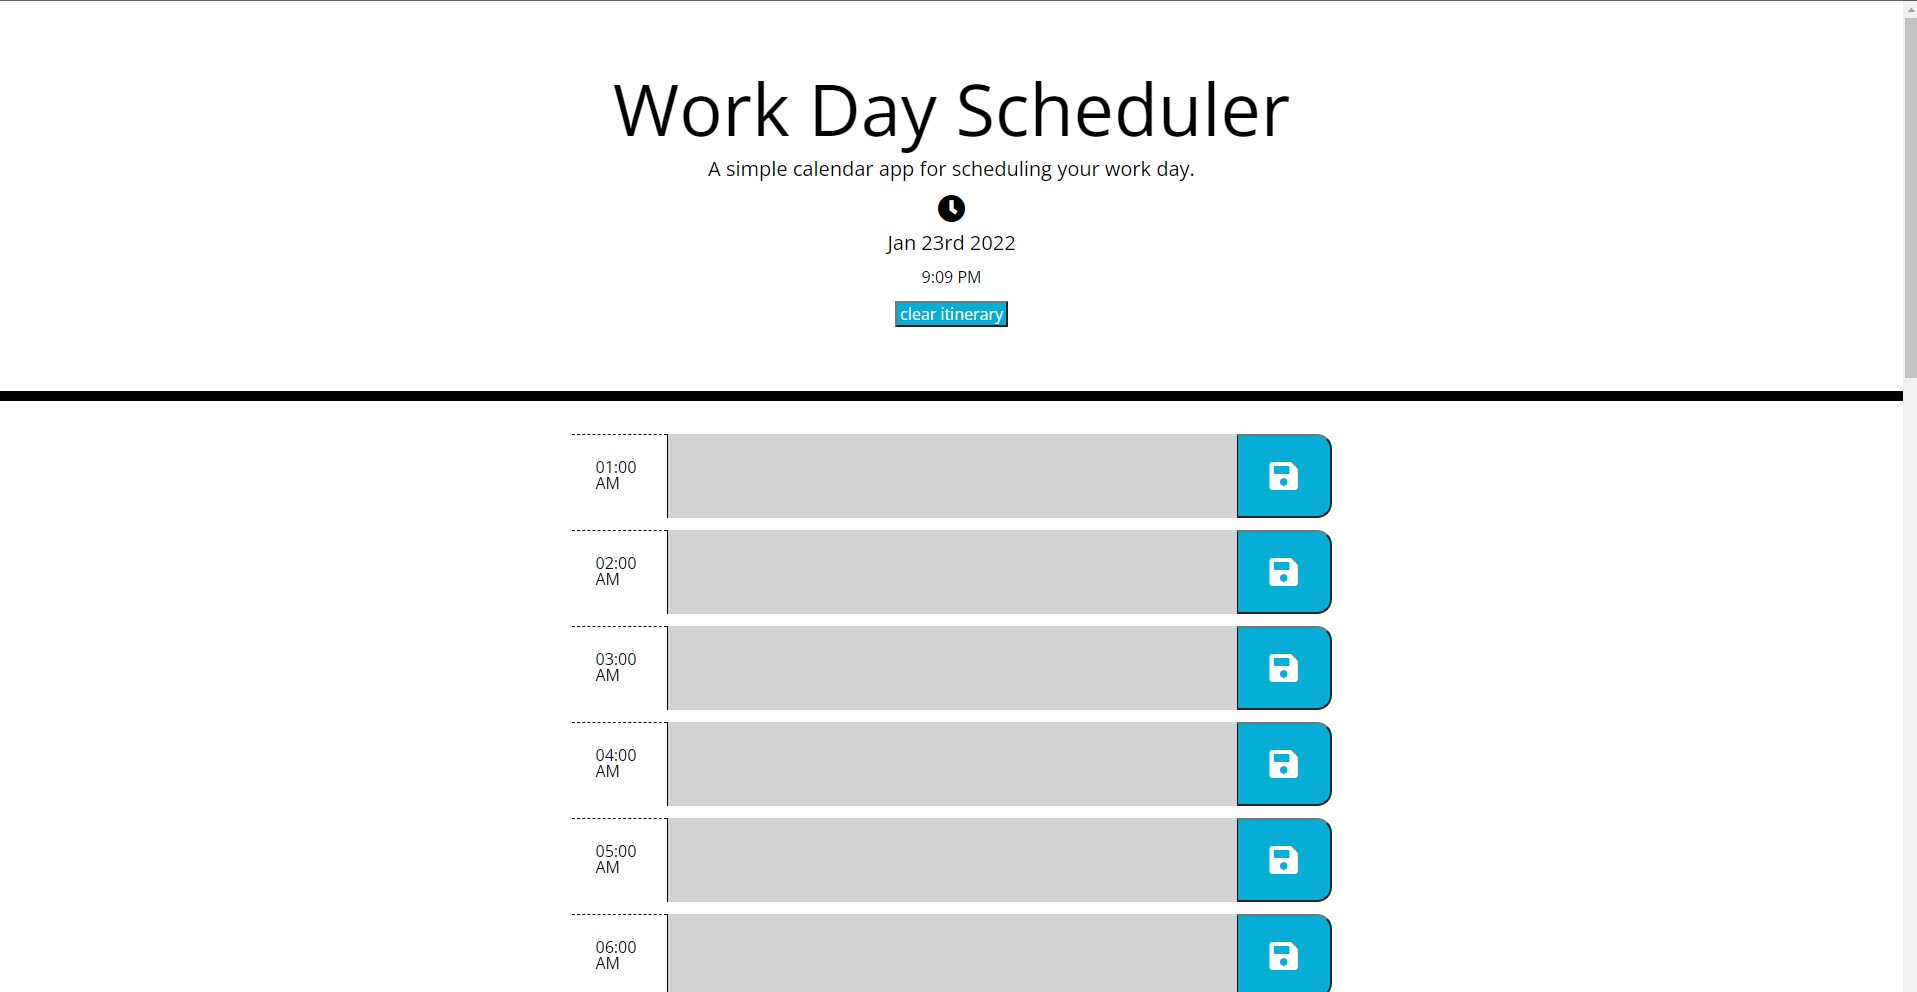 Work Day Scheduler
A simple calendar app for scheduling your work day.
Jan 23rd 2022
9:09 PM
clear itinerary
01:00
AM
02:00
AM
03:00
AM
04:00
AM
05:00
AM
06:00
AM